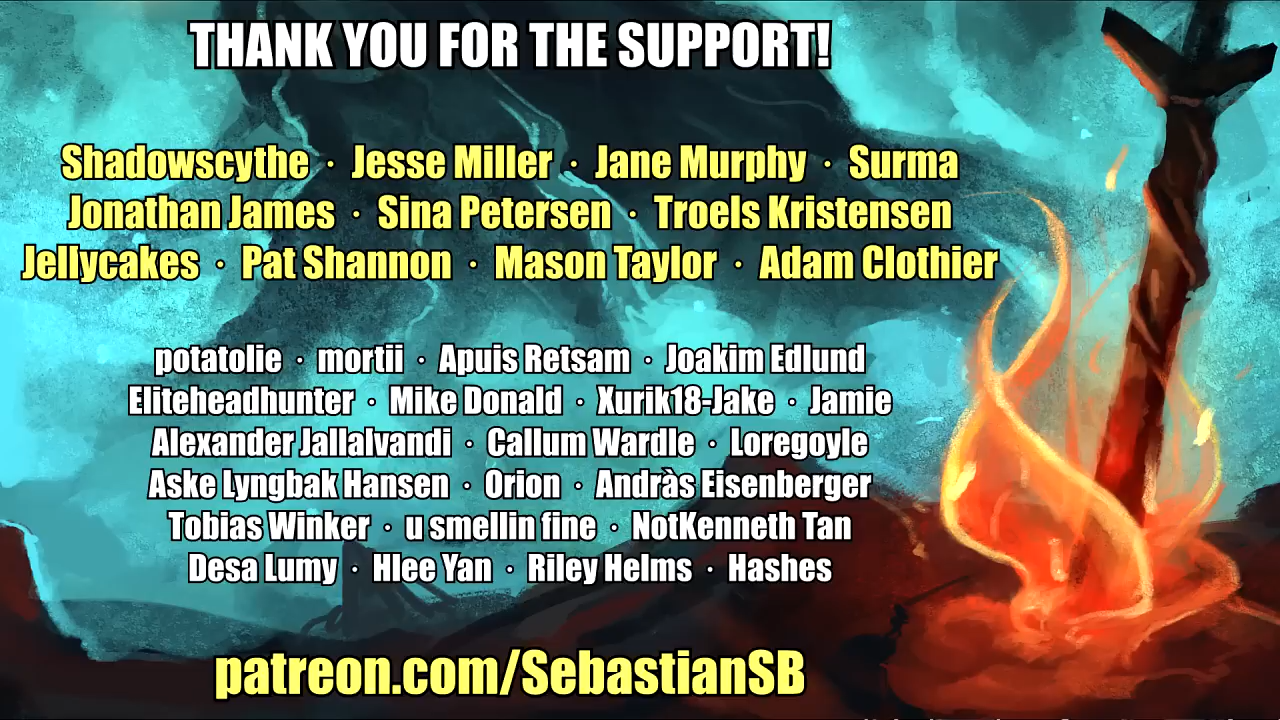 THANK YOU FOR THE SUPPORT!
Shadowscythe · Jesse Miller · Jane Murphy · Surma
Jonathan James · Sina Petersen · Troels Kristensen
Jellycakes · Pat Shannon · Mason Taylor · Adam Clothier
potatolie · mortii · Apuis Retsam · Joakim Edlund
Eliteheadhunter · Mike Donald · Xurik18-Jake · Jamie
Alexander Jallalvandi · Callum Wardle · Loregoyle
Aske Lyngbak Hansen · Orion · Andràs Eisenberger
Tobias Winker · u smellin fine · NotKenneth Tan
Desa Lumy · Hlee Yan · Riley Helms · Hashes
patreon.com/SebastianSB